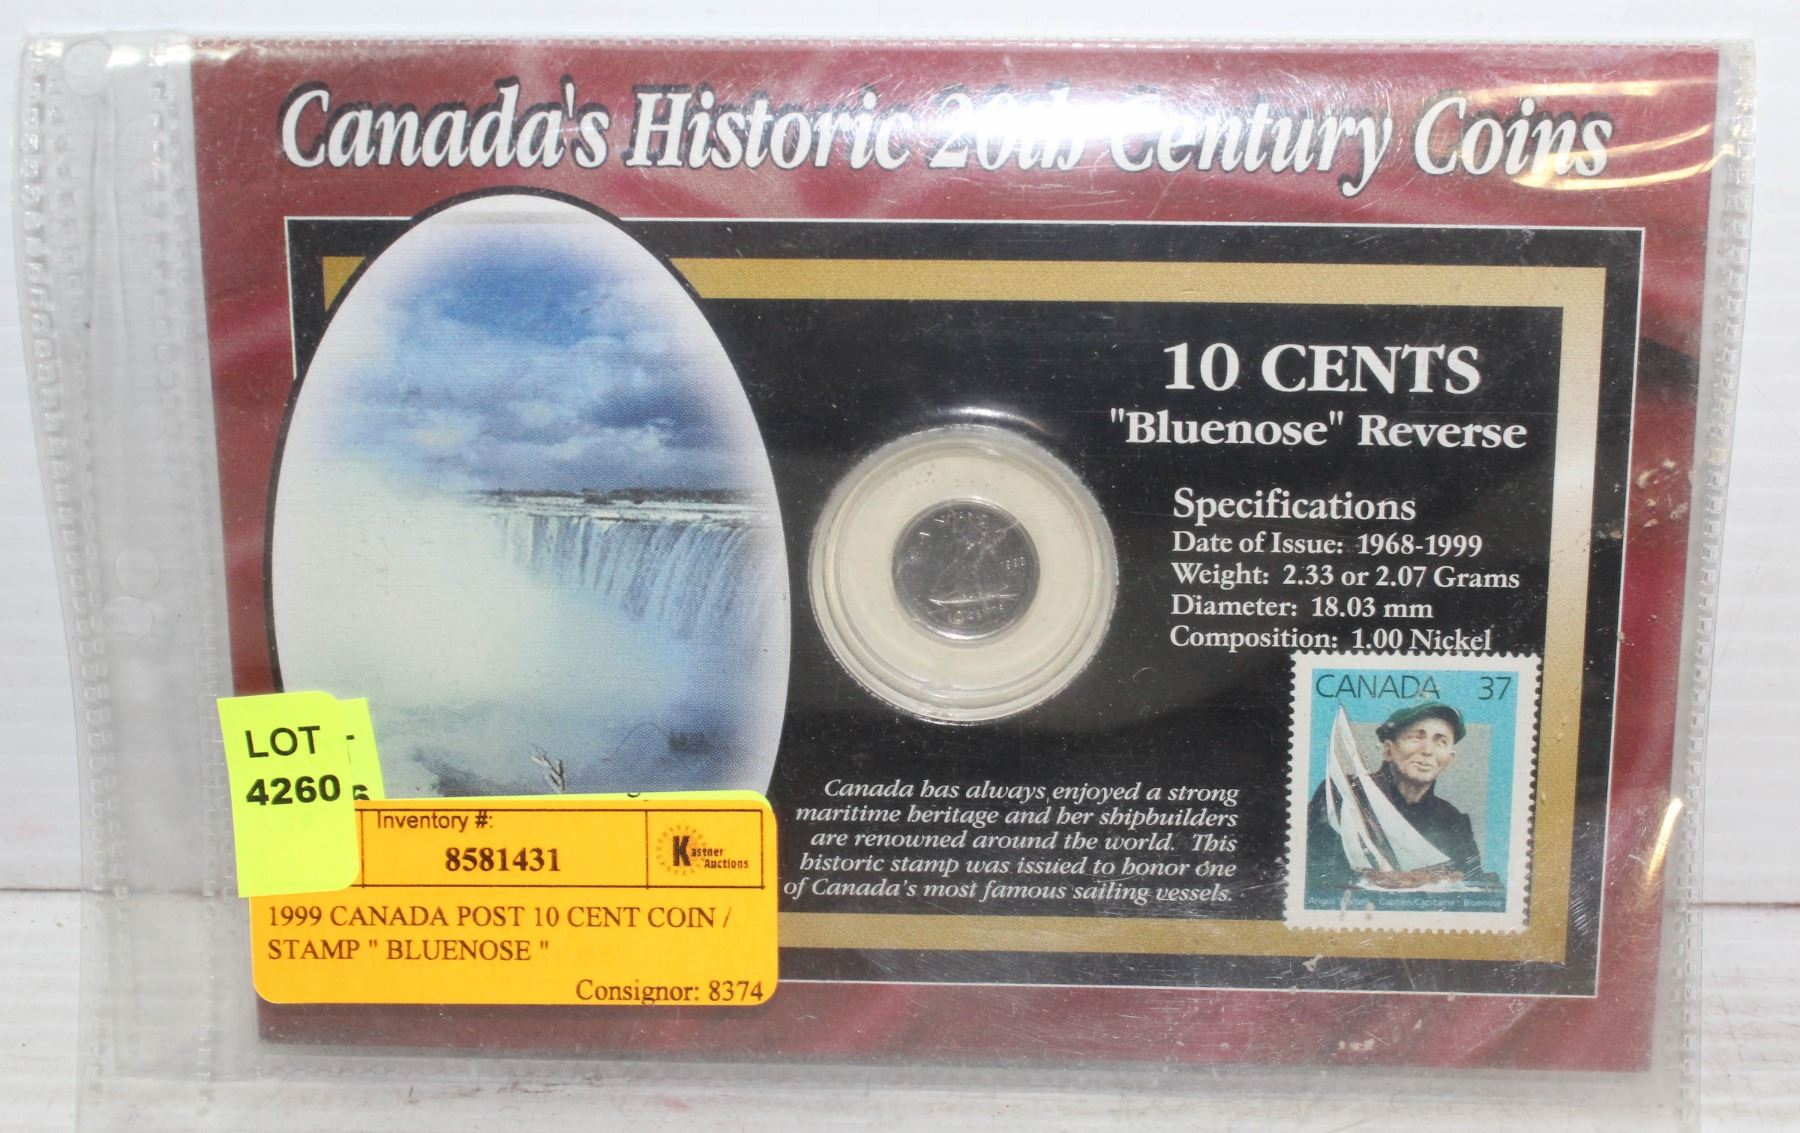 Canada's Historic 20th Century Coins
10 CENTS
"Bluenose" Reverse
Specifications
Date of Issue: 1968-1999
Weight: 2.33 or 2.07 Grams
Diameter: 18.03 mm
Composition: 1.00 Nickel
CANADA 37
Canada has always enjoyed a strong
maritime heritage and her shipbuilders
are renowned around the world. This
historic stamp was issued to honor one
of Canada's most famous sailing vessels.
Captain/Capitaine Bluenose
LOT
4260
Inventory #:
8581431
Kastner
Auctions
1999 CANADA POST 10 CENT COIN /
STAMP " BLUENOSE "
Consignor: 8374